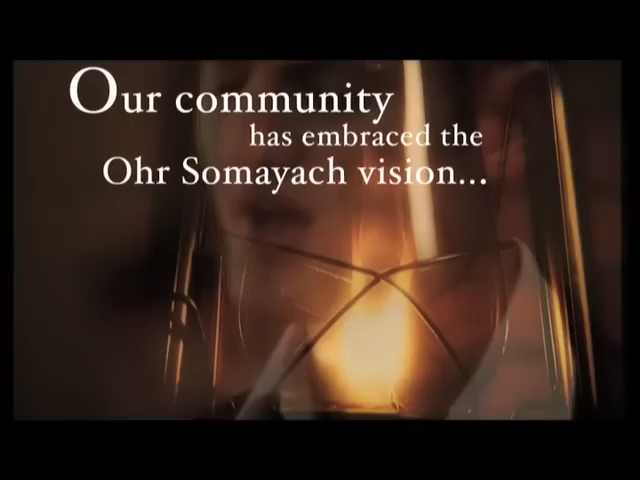 Our community
has embraced the
Ohr Somayach vision...